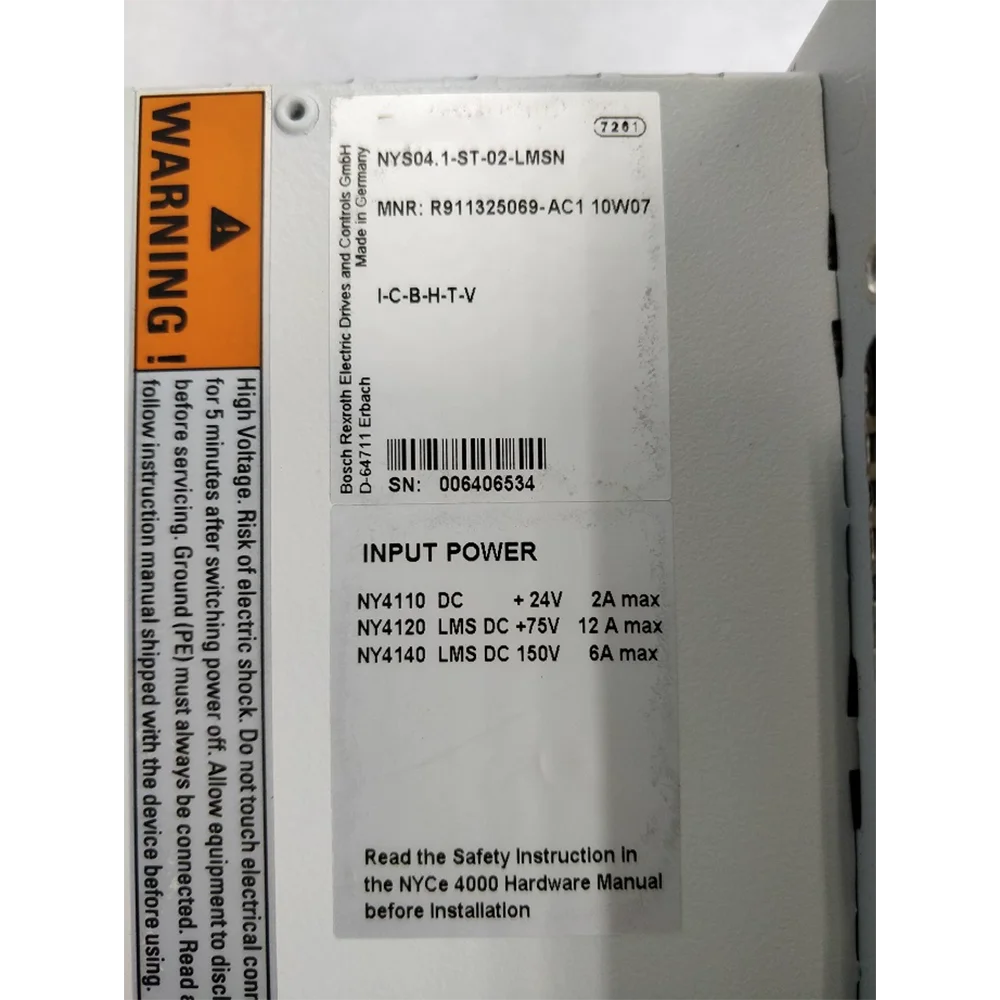 WARNING !
High Voltage. Risk of electric shock. Do not touch electrical
for 5 minutes after switching power off. Allow equipment to
before servicing. Ground (PE) must always be connected. Read
follow instruction manual shipped with the device before using.
Bosch Rexroth Electric Drives and Controls GmbH
D-64711 Erbach Made in Germany
7201
NYS04.1-ST-02-LMSN
MNR: R911325069-AC1 10W07
I-C-B-H-T-V
SN: 006406534
INPUT POWER
NY4110 DC + 24V 2A max
NY4120 LMS DC +75V 12 A max
NY4140 LMS DC 150V 6A max
Read the Safety Instruction in
the NYCe 4000 Hardware Manual
before Installation